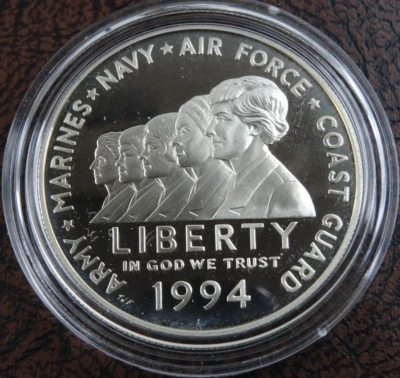 ARMY ★ MARINES ★ NAVY ★ AIR FORCE ★ COAST GUARD
LIBERTY
IN GOD WE TRUST
1994